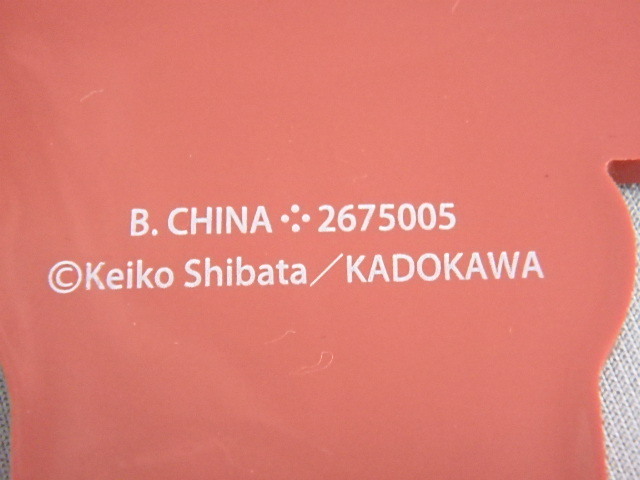 B. CHINA ⁘ 2675005
©Keiko Shibata／KADOKAWA